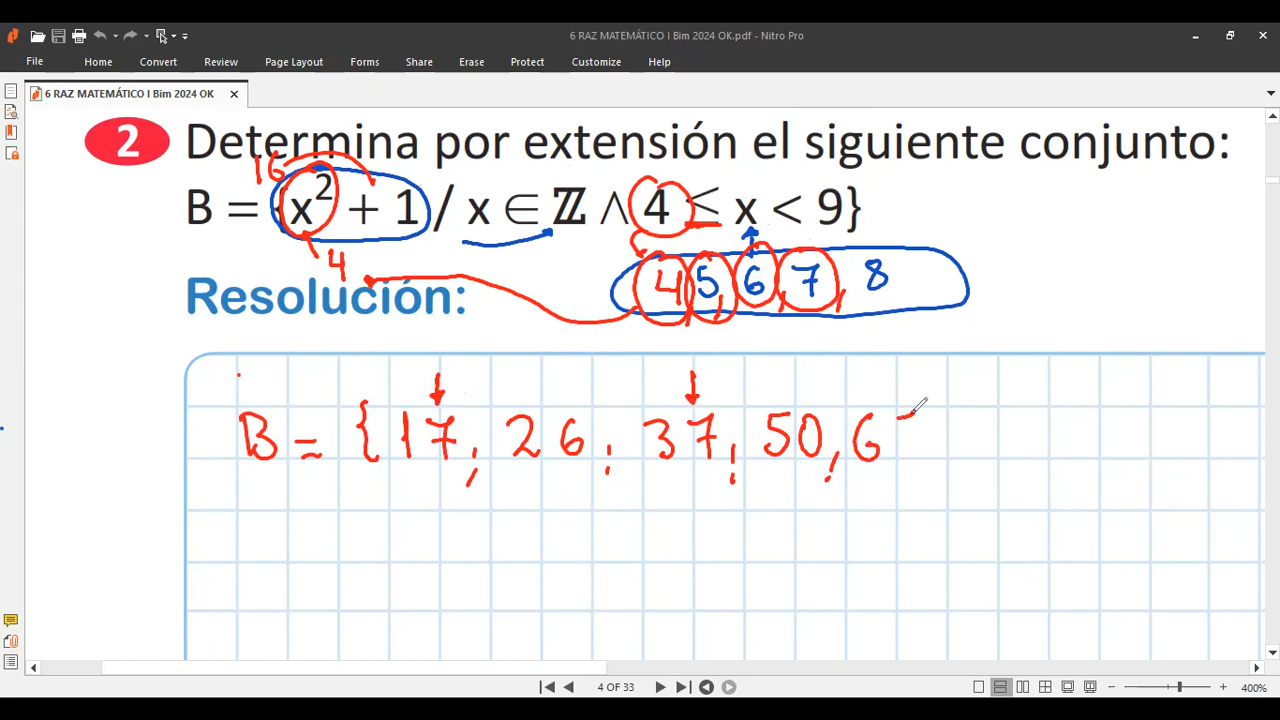 6 RAZ MATEMÁTICO I Bim 2024 OK.pdf - Nitro Pro
File Home Convert Review Page Layout Forms Share Erase Protect Customize Help
6 RAZ MATEMÁTICO I Bim 2024 OK
2 Determina por extensión el siguiente conjunto:
16
B = {x² + 1 / x ∈ ℤ ∧ 4 ≤ x < 9}
4
4, 5, 6, 7, 8
Resolución:
B = {17; 26; 37; 50, 6
4 OF 33
400%